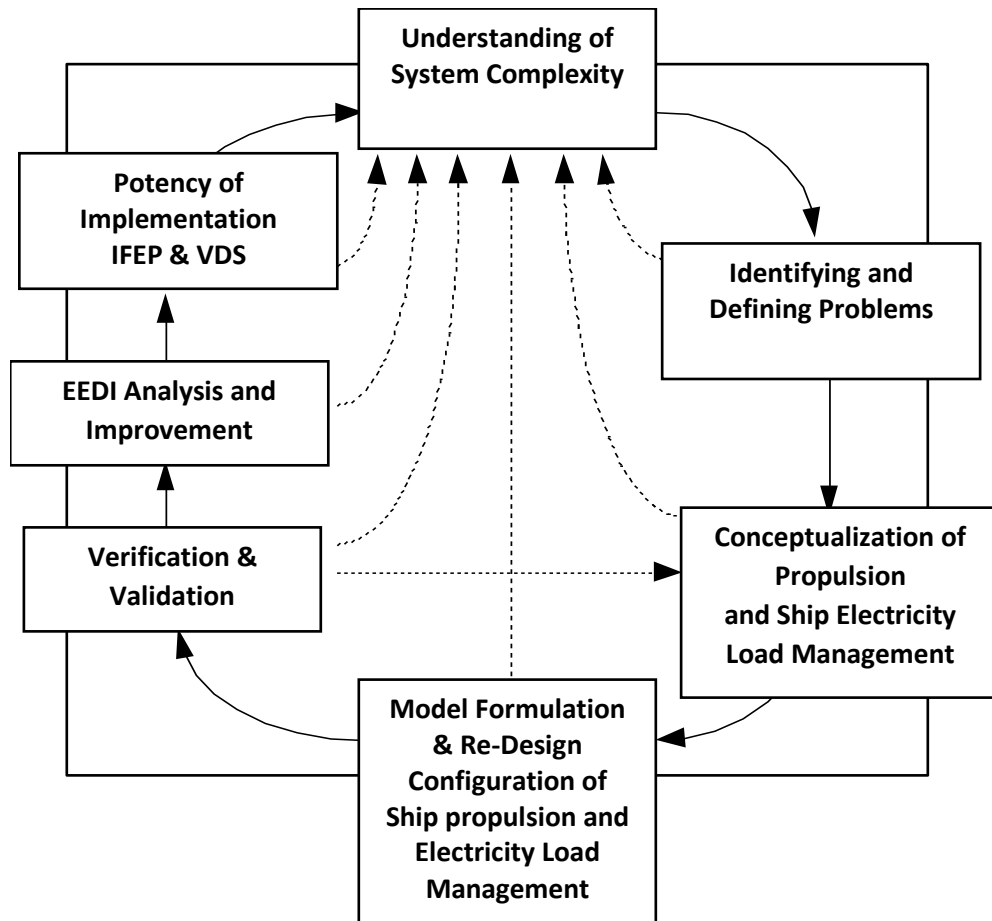 Understanding of
System Complexity
Potency of
Implementation
IFEP & VDS
Identifying and
Defining Problems
EEDI Analysis and
Improvement
Verification &
Validation
Conceptualization of
Propulsion
and Ship Electricity
Load Management
Model Formulation
& Re-Design
Configuration of
Ship propulsion and
Electricity Load
Management